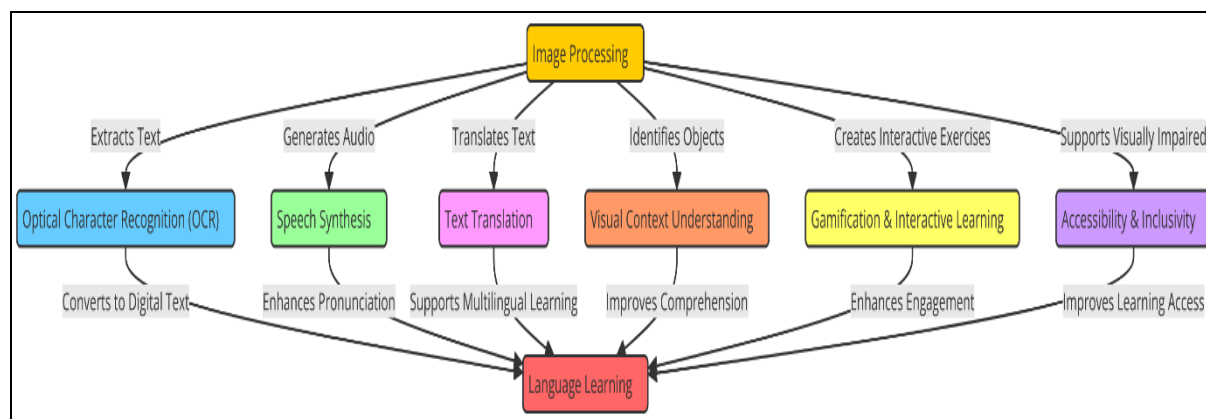 Image Processing
Extracts Text
Generates Audio
Translates Text
Identifies Objects
Creates Interactive Exercises
Supports Visually Impaired
Optical Character Recognition (OCR)
Speech Synthesis
Text Translation
Visual Context Understanding
Gamification & Interactive Learning
Accessibility & Inclusivity
Converts to Digital Text
Enhances Pronunciation
Supports Multilingual Learning
Improves Comprehension
Enhances Engagement
Improves Learning Access
Language Learning